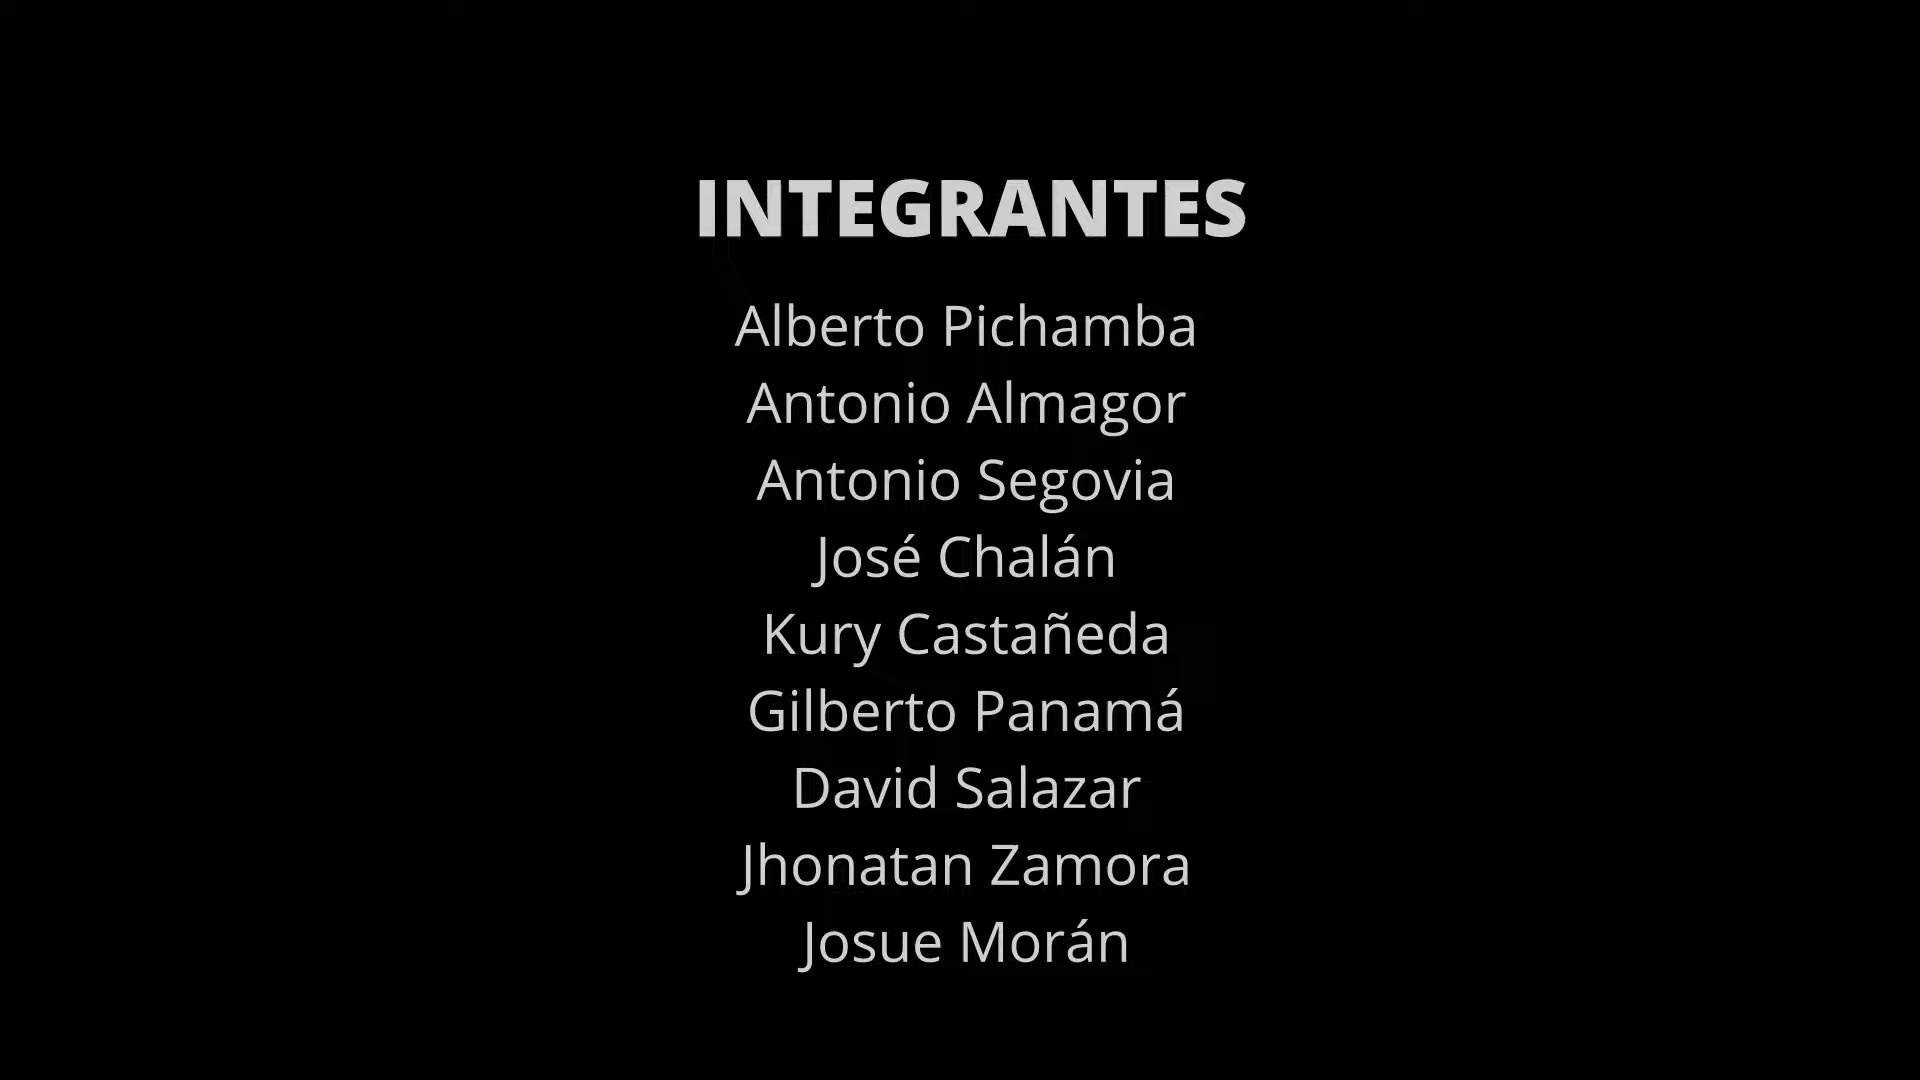 INTEGRANTES
Alberto Pichamba
Antonio Almagor
Antonio Segovia
José Chalán
Kury Castañeda
Gilberto Panamá
David Salazar
Jhonatan Zamora
Josue Morán